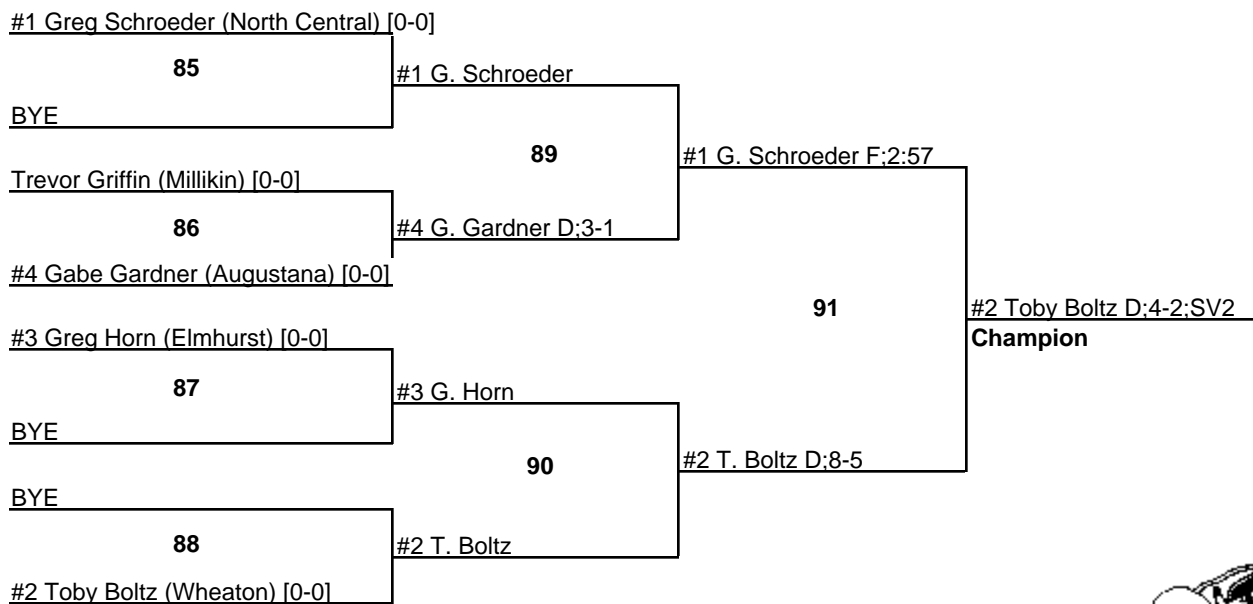 #1 Greg Schroeder (North Central) [0-0]
85
#1 G. Schroeder
BYE
89
#1 G. Schroeder F;2:57
Trevor Griffin (Millikin) [0-0]
86
#4 G. Gardner D;3-1
#4 Gabe Gardner (Augustana) [0-0]
91
#2 Toby Boltz D;4-2;SV2
Champion
#3 Greg Horn (Elmhurst) [0-0]
87
#3 G. Horn
BYE
90
#2 T. Boltz D;8-5
BYE
88
#2 T. Boltz
#2 Toby Boltz (Wheaton) [0-0]